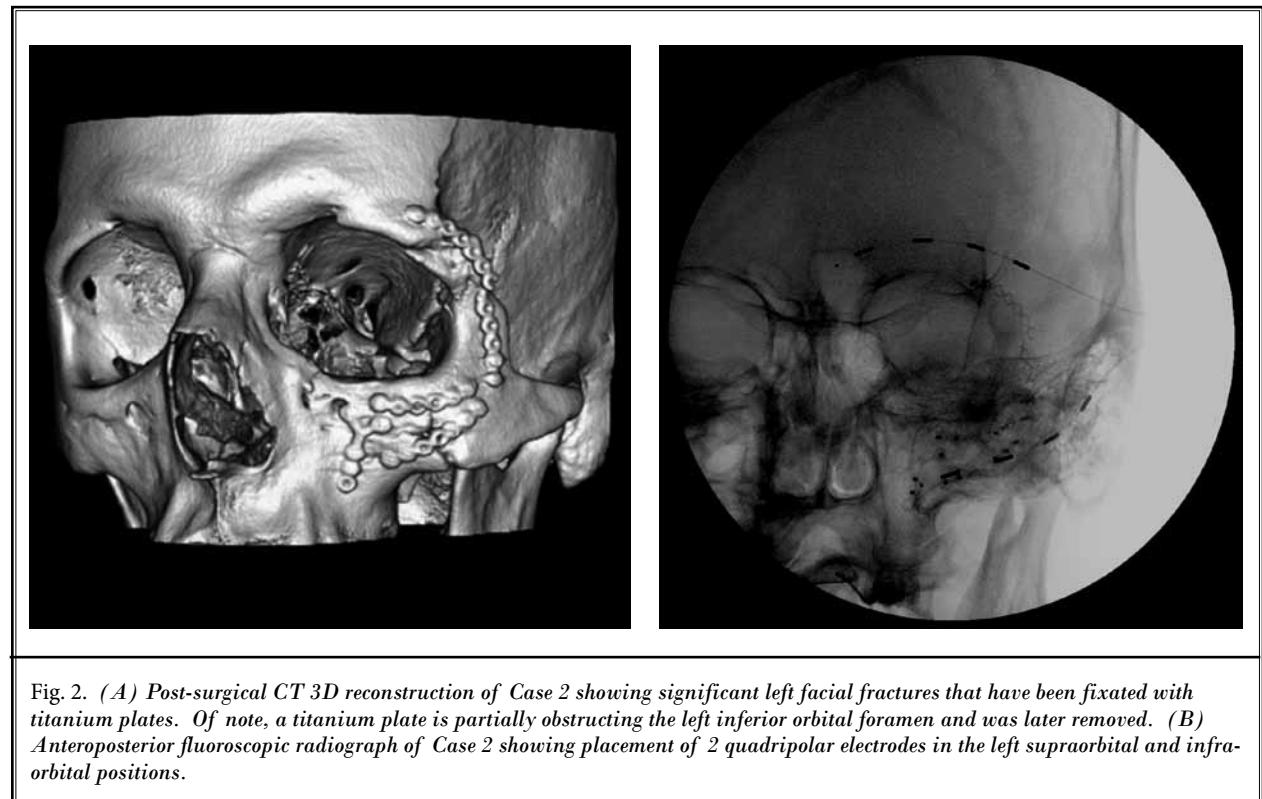 Fig. 2. (A) Post-surgical CT 3D reconstruction of Case 2 showing significant left facial fractures that have been fixated with
titanium plates. Of note, a titanium plate is partially obstructing the left inferior orbital foramen and was later removed. (B)
Anteroposterior fluoroscopic radiograph of Case 2 showing placement of 2 quadripolar electrodes in the left supraorbital and infra-
orbital positions.